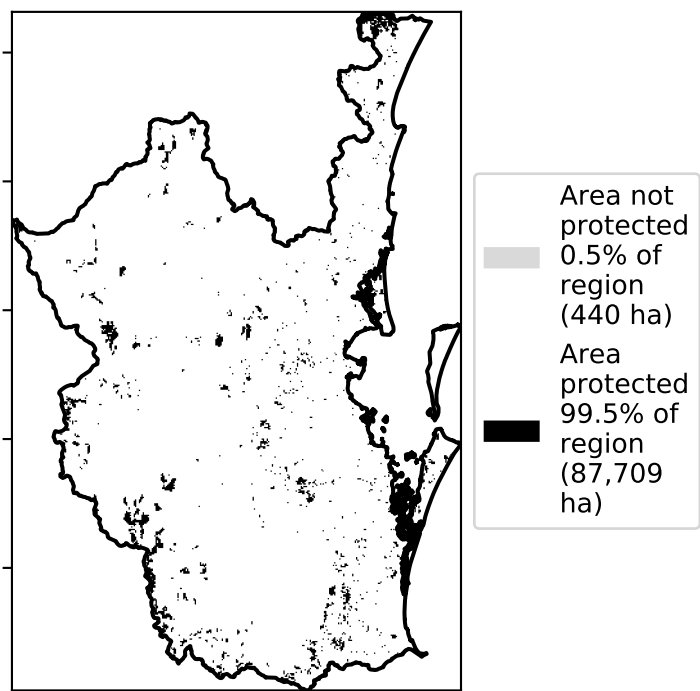 Area not
protected
0.5% of
region
(440 ha)
Area
protected
99.5% of
region
(87,709
ha)